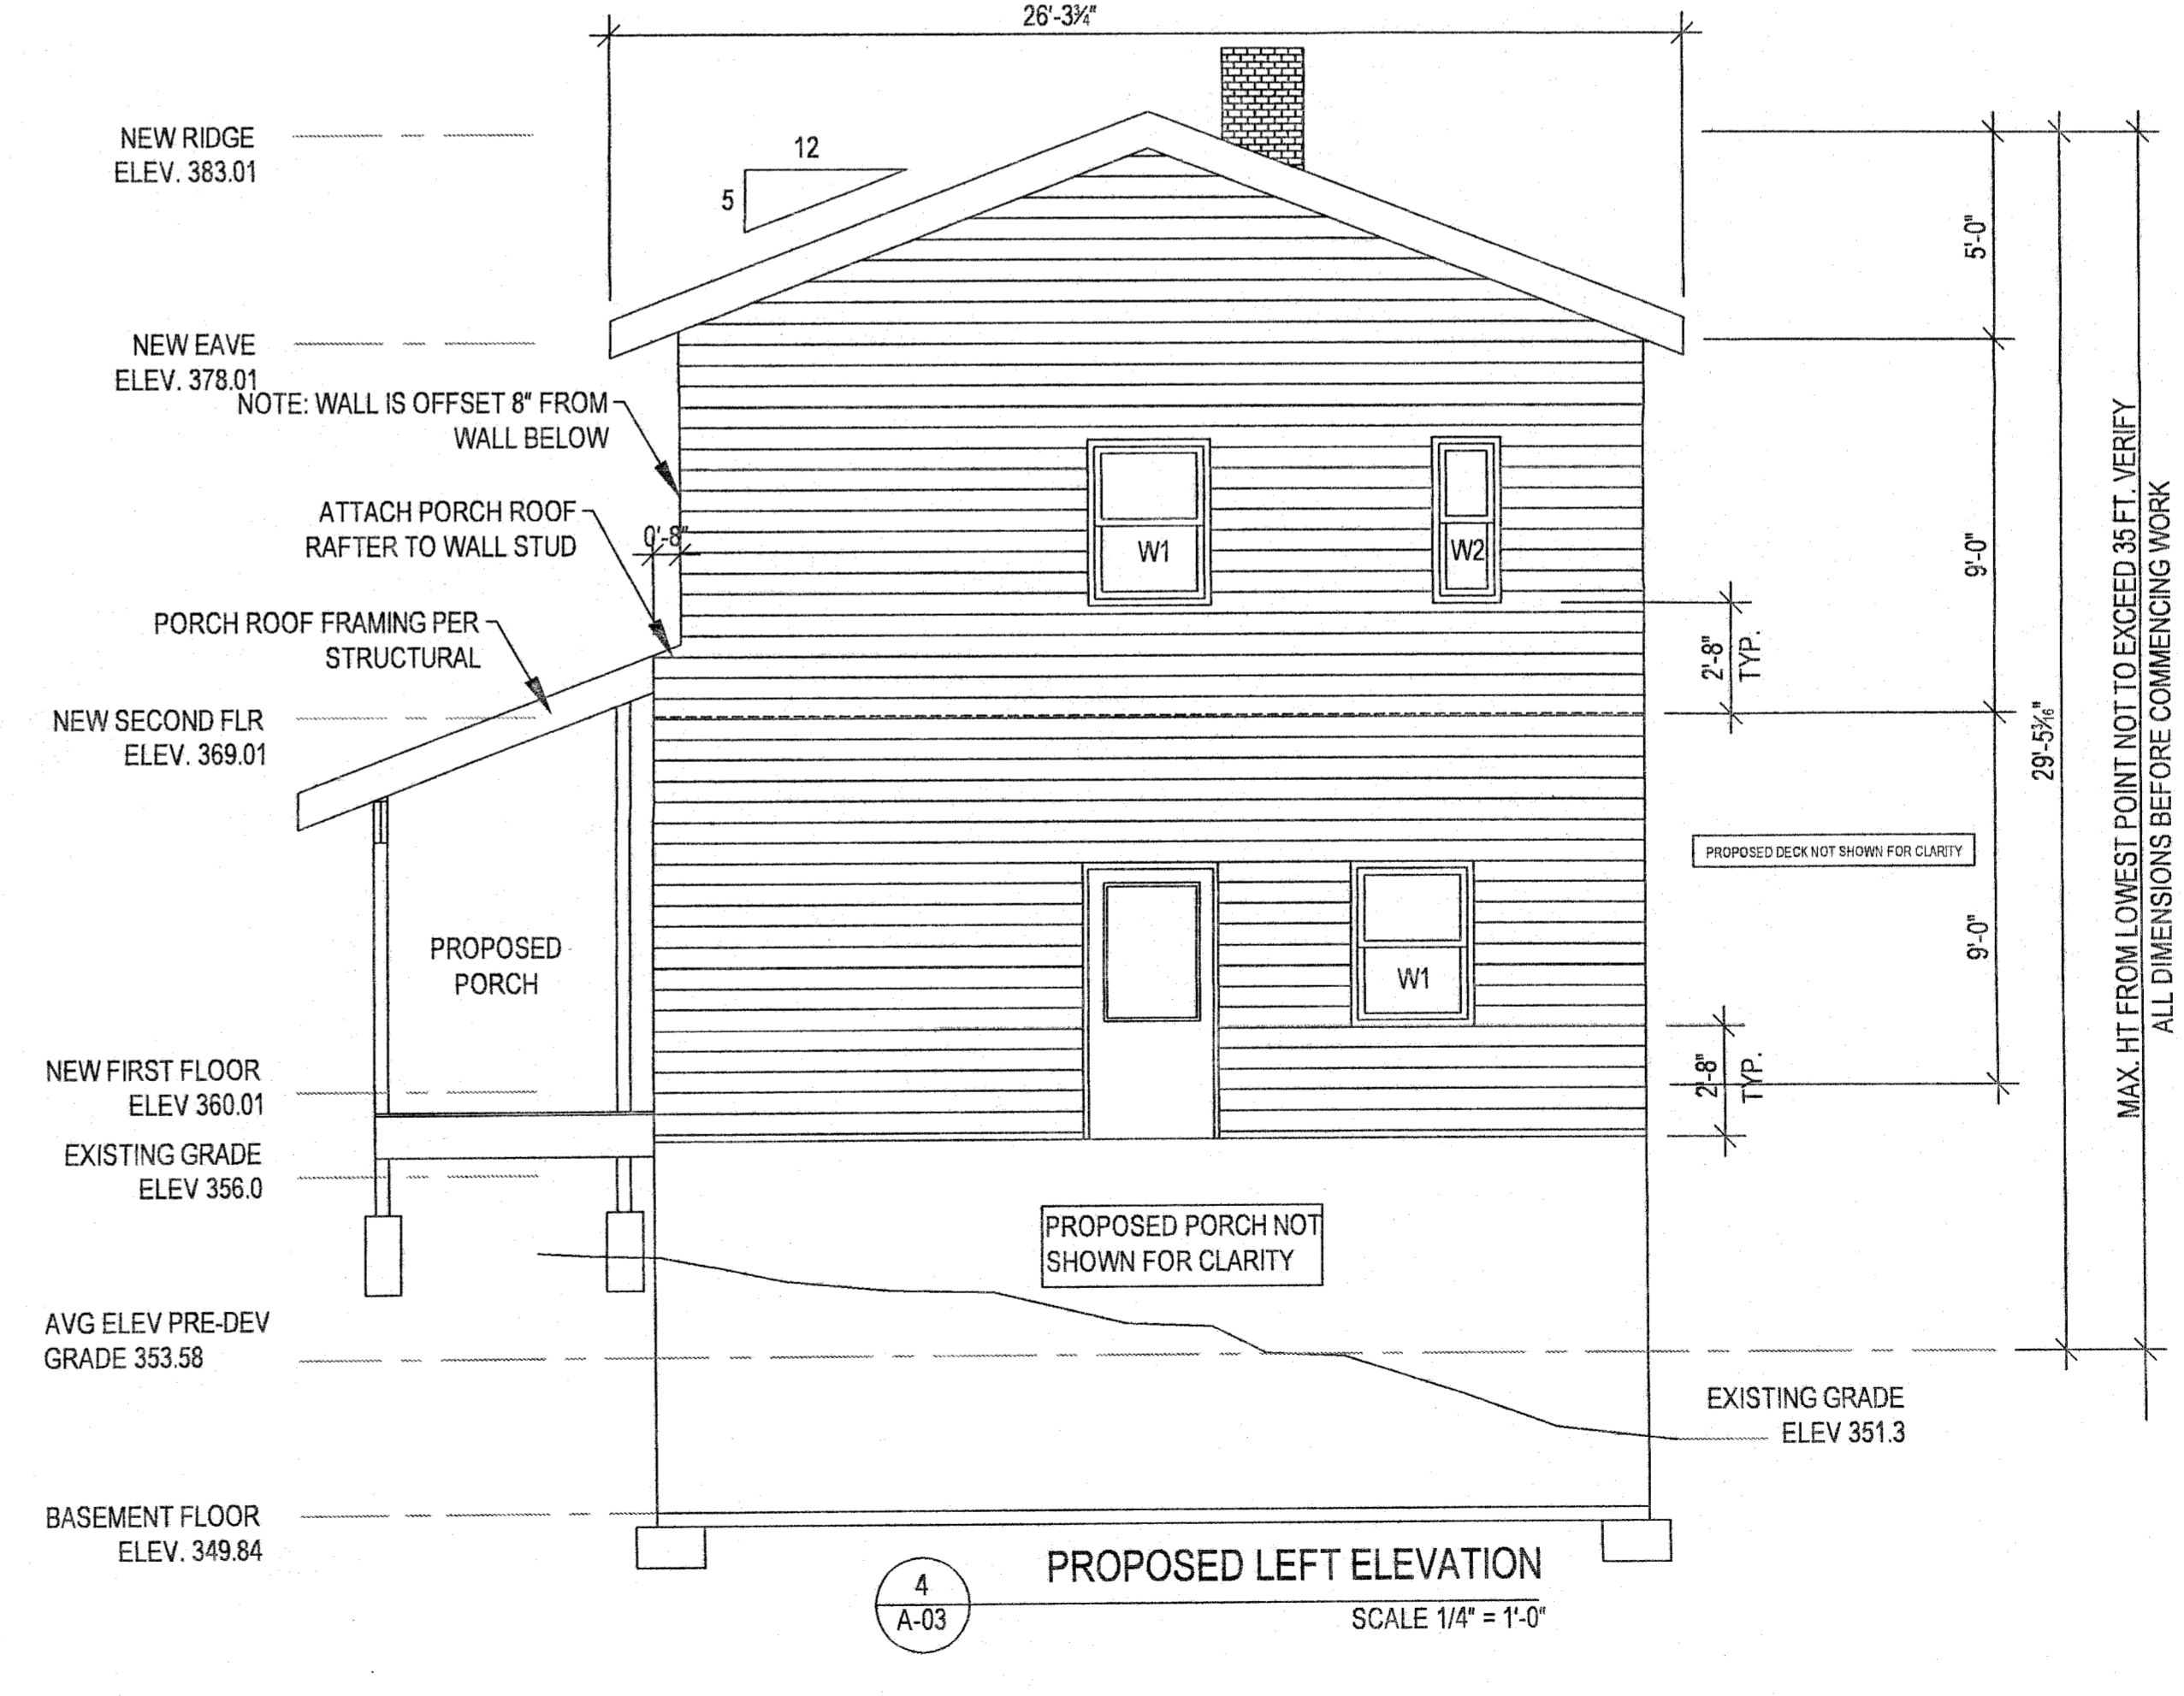 26'-3¾"
NEW RIDGE
ELEV. 383.01
12
5
5'-0"
NEW EAVE
ELEV. 378.01
NOTE: WALL IS OFFSET 8" FROM
WALL BELOW
ATTACH PORCH ROOF
RAFTER TO WALL STUD
0'-8"
W1
W2
9'-0"
PORCH ROOF FRAMING PER
STRUCTURAL
2'-8"
TYP.
NEW SECOND FLR
ELEV. 369.01
29'-5³⁄₁₆"
MAX. HT FROM LOWEST POINT NOT TO EXCEED 35 FT. VERIFY
ALL DIMENSIONS BEFORE COMMENCING WORK
PROPOSED DECK NOT SHOWN FOR CLARITY
PROPOSED
PORCH
W1
9'-0"
NEW FIRST FLOOR
ELEV 360.01
2'-8"
TYP.
EXISTING GRADE
ELEV 356.0
PROPOSED PORCH NOT
SHOWN FOR CLARITY
AVG ELEV PRE-DEV
GRADE 353.58
EXISTING GRADE
ELEV 351.3
BASEMENT FLOOR
ELEV. 349.84
4
A-03
PROPOSED LEFT ELEVATION
SCALE 1/4" = 1'-0"